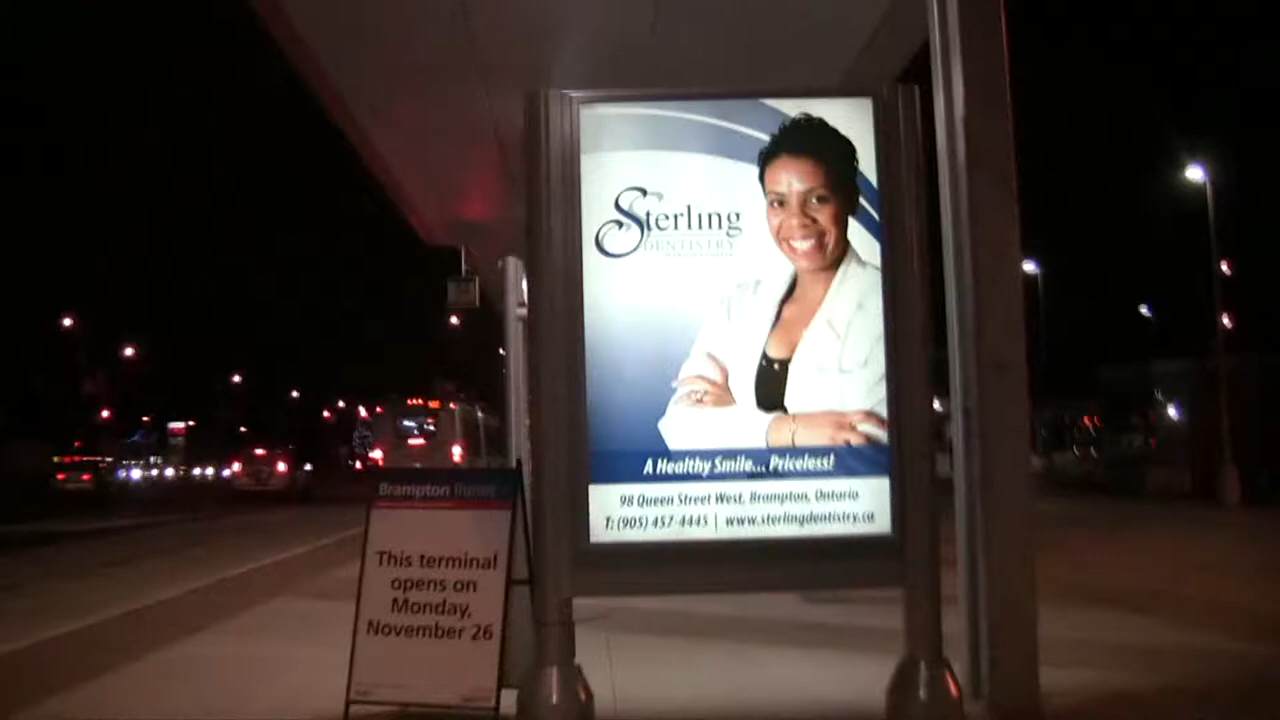 Sterling
DENTISTRY
A Healthy Smile... Priceless!
98 Queen Street West, Brampton, Ontario
T: (905) 457-4445 | www.sterlingdentistry.ca
Brampton
This terminal
opens on
Monday,
November 26